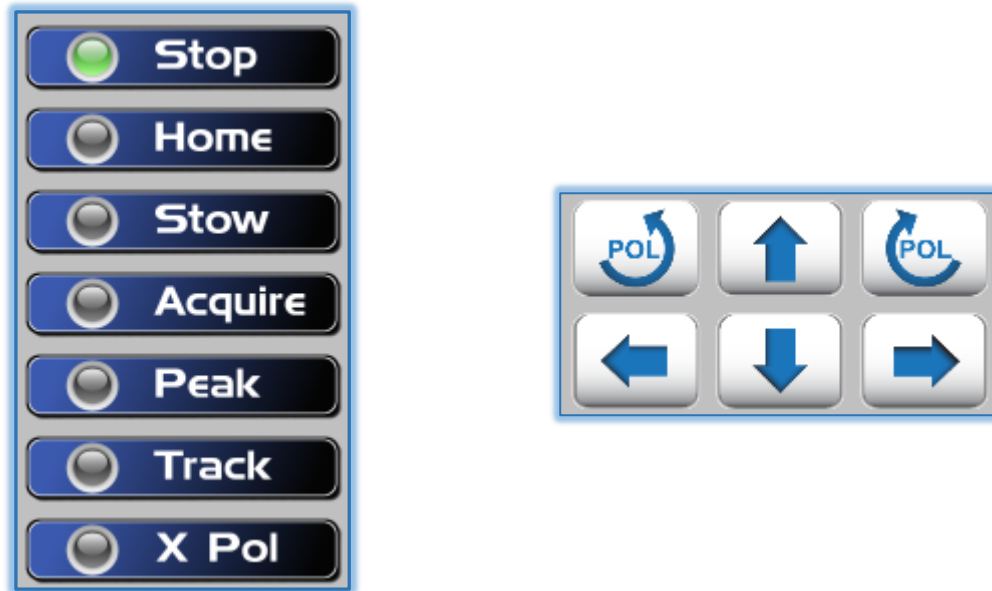 Stop
Home
Stow
Acquire
Peak
Track
X Pol
POL POL